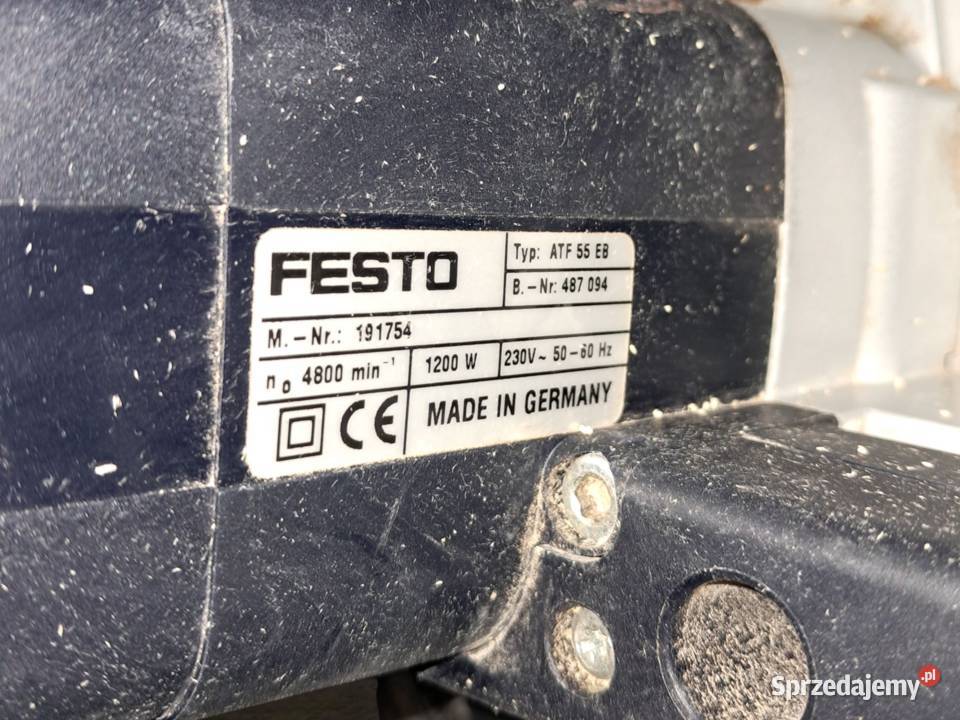 FESTO
Typ: ATF 55 EB
B.-Nr: 487 094
M.-Nr.: 191754
n₀ 4800 min⁻¹
1200 W
230V~ 50-60 Hz
CE
MADE IN GERMANY
Sprzedajemy.pl